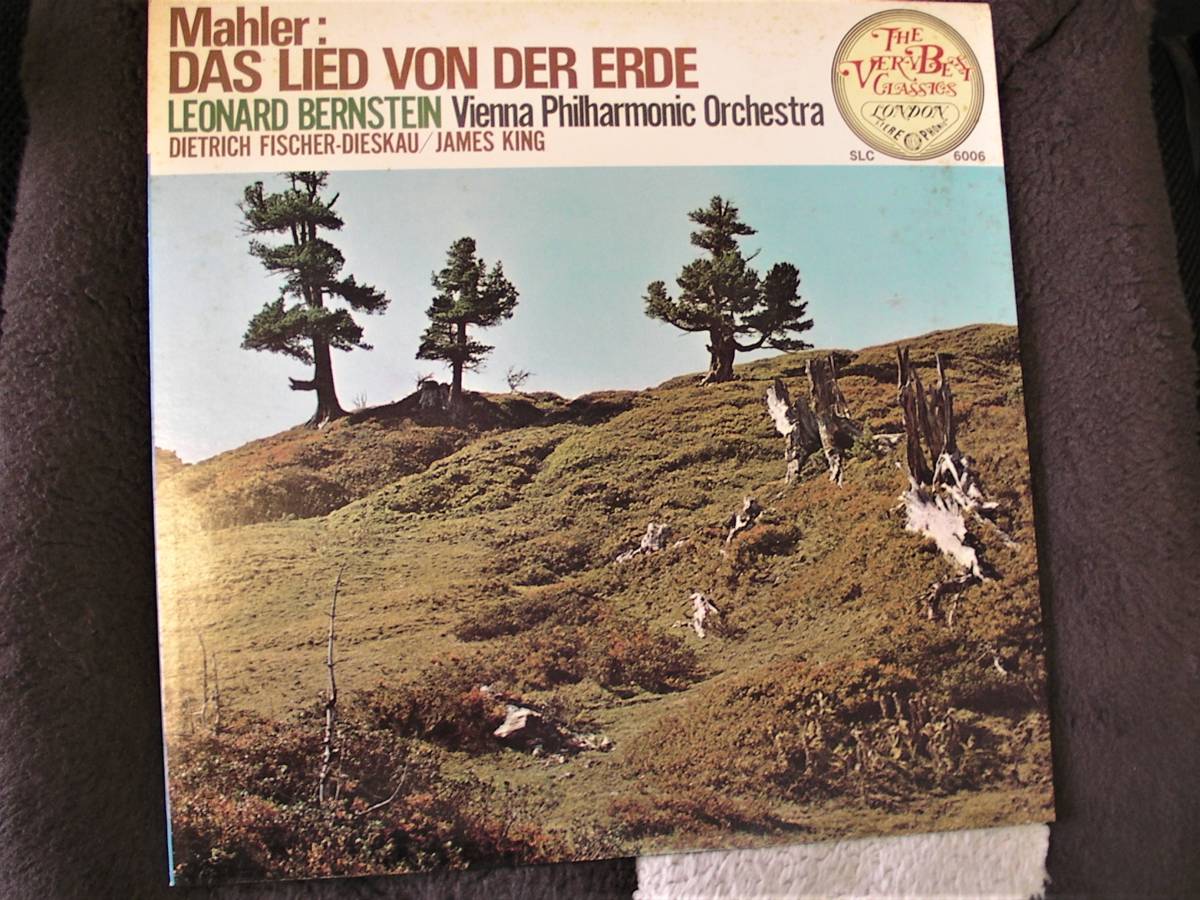 Mahler:
DAS LIED VON DER ERDE
LEONARD BERNSTEIN Vienna Philharmonic Orchestra
DIETRICH FISCHER-DIESKAU/JAMES KING
THE
VERY BEST
CLASSICS
LONDON
STEREOPHONIC
SLC 6006